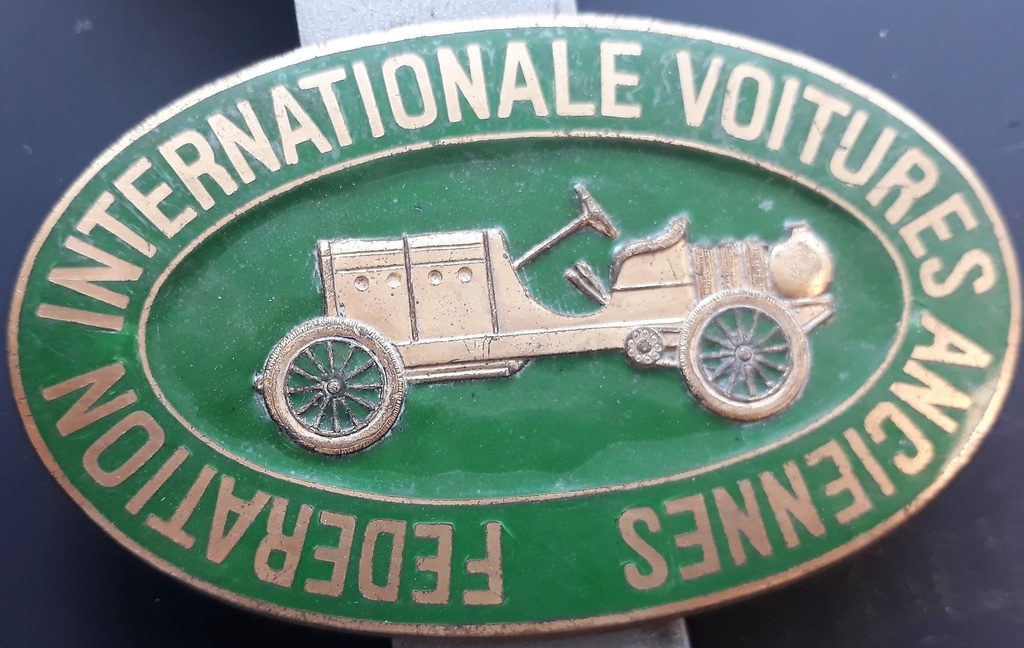 FEDERATION INTERNATIONALE VOITURES ANCIENNES